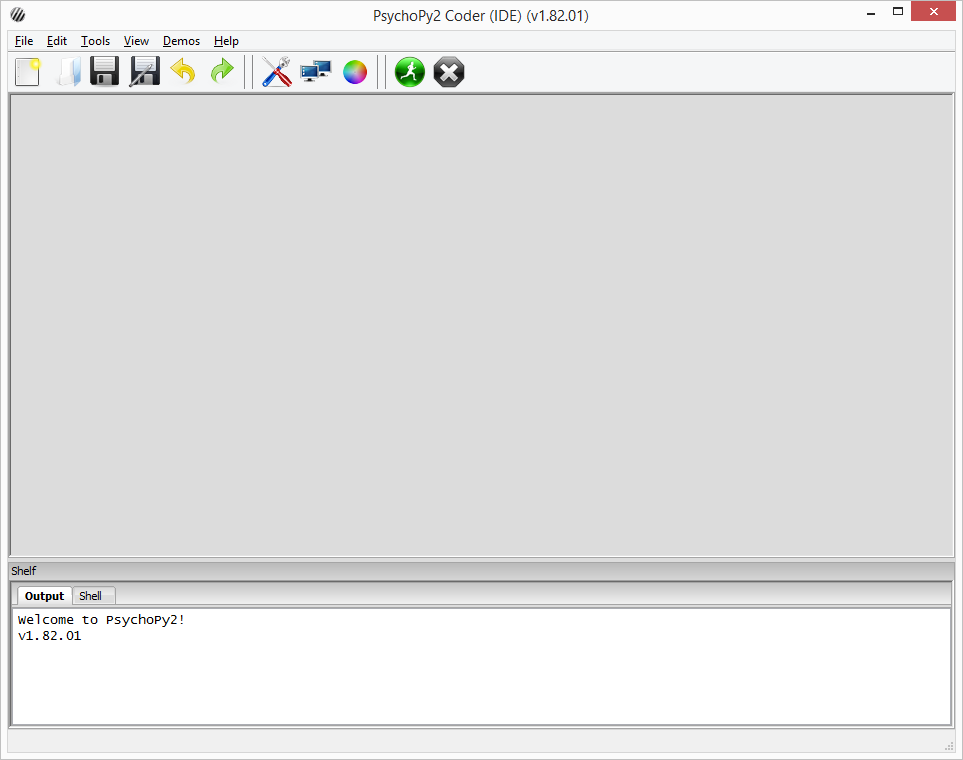 PsychoPy2 Coder (IDE) (v1.82.01)
File Edit Tools View Demos Help
Shelf
Output Shell
Welcome to PsychoPy2!
v1.82.01